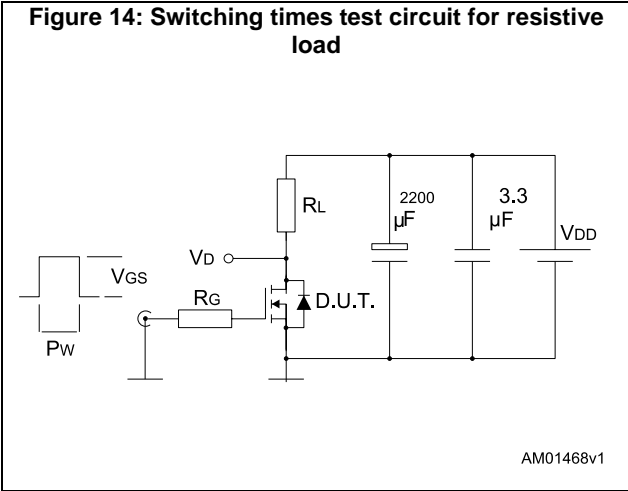 Figure 14: Switching times test circuit for resistive
load
2200
μF
3.3
μF
RL
VDD
VD
VGS
RG
D.U.T.
PW
AM01468v1